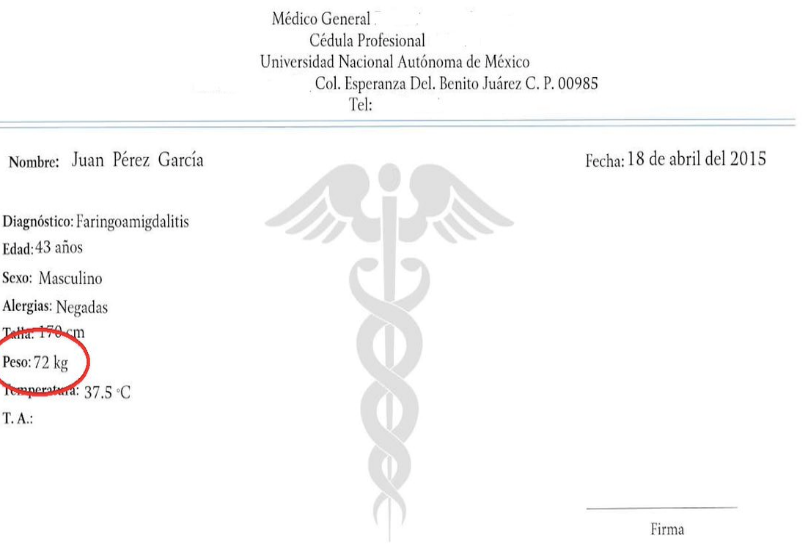 Médico General
Cédula Profesional
Universidad Nacional Autónoma de México
Col. Esperanza Del. Benito Juárez C. P. 00985
Tel:
Nombre: Juan Pérez García
Fecha: 18 de abril del 2015
Diagnóstico: Faringoamigdalitis
Edad: 43 años
Sexo: Masculino
Alergias: Negadas
Talla: 170 cm
Peso: 72 kg
Temperatura: 37.5 °C
T. A.:
Firma